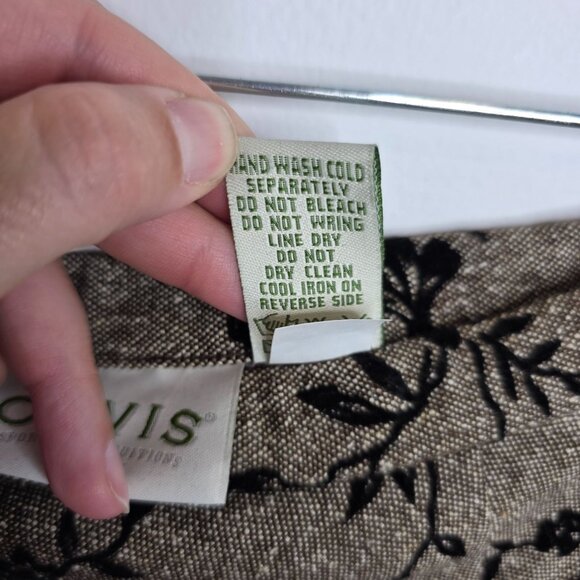 HAND WASH COLD
SEPARATELY
DO NOT BLEACH
DO NOT WRING
LINE DRY
DO NOT
DRY CLEAN
COOL IRON ON
REVERSE SIDE
VIS®